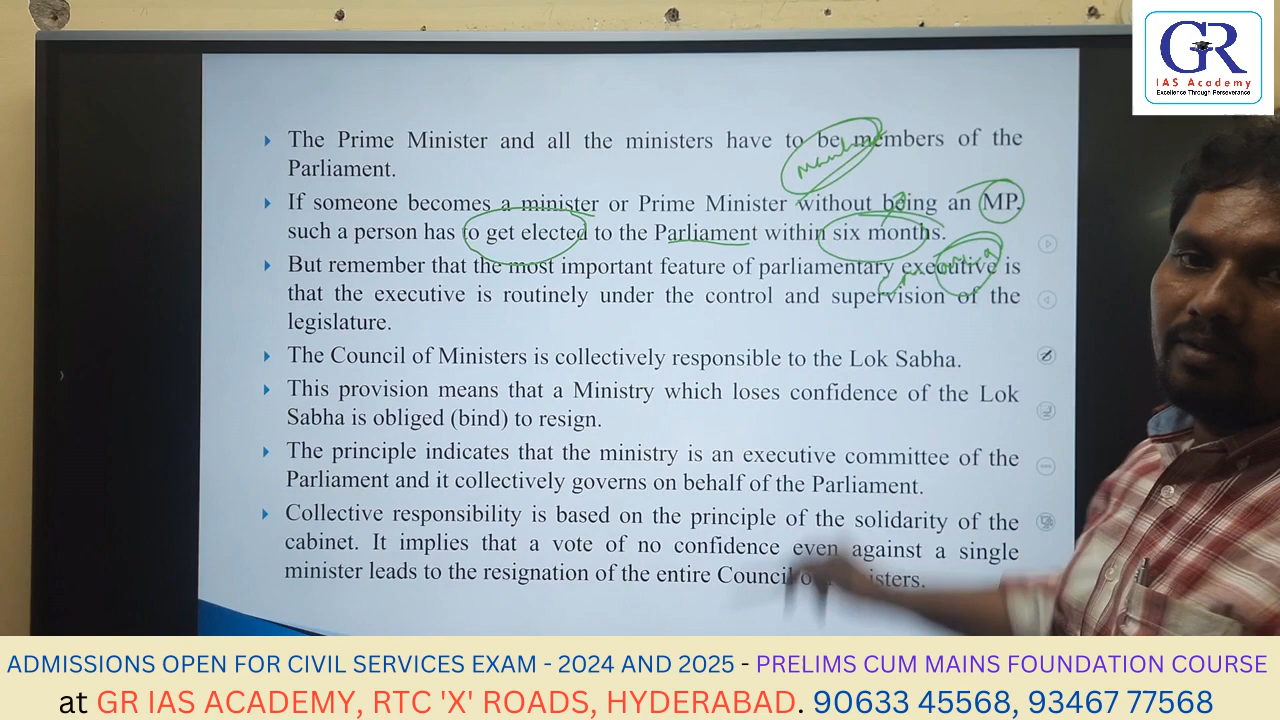 GR
IAS Academy
Excellence Through Perseverance
The Prime Minister and all the ministers have to be members of the
Parliament.
If someone becomes a minister or Prime Minister without being an MP,
such a person has to get elected to the Parliament within six months.
But remember that the most important feature of parliamentary executive is
that the executive is routinely under the control and supervision of the
legislature.
The Council of Ministers is collectively responsible to the Lok Sabha.
This provision means that a Ministry which loses confidence of the Lok
Sabha is obliged (bind) to resign.
The principle indicates that the ministry is an executive committee of the
Parliament and it collectively governs on behalf of the Parliament.
Collective responsibility is based on the principle of the solidarity of the
cabinet. It implies that a vote of no confidence even against a single
minister leads to the resignation of the entire Council
ADMISSIONS OPEN FOR CIVIL SERVICES EXAM - 2024 AND 2025 - PRELIMS CUM MAINS FOUNDATION COURSE
at GR IAS ACADEMY, RTC 'X' ROADS, HYDERABAD. 90633 45568, 93467 77568